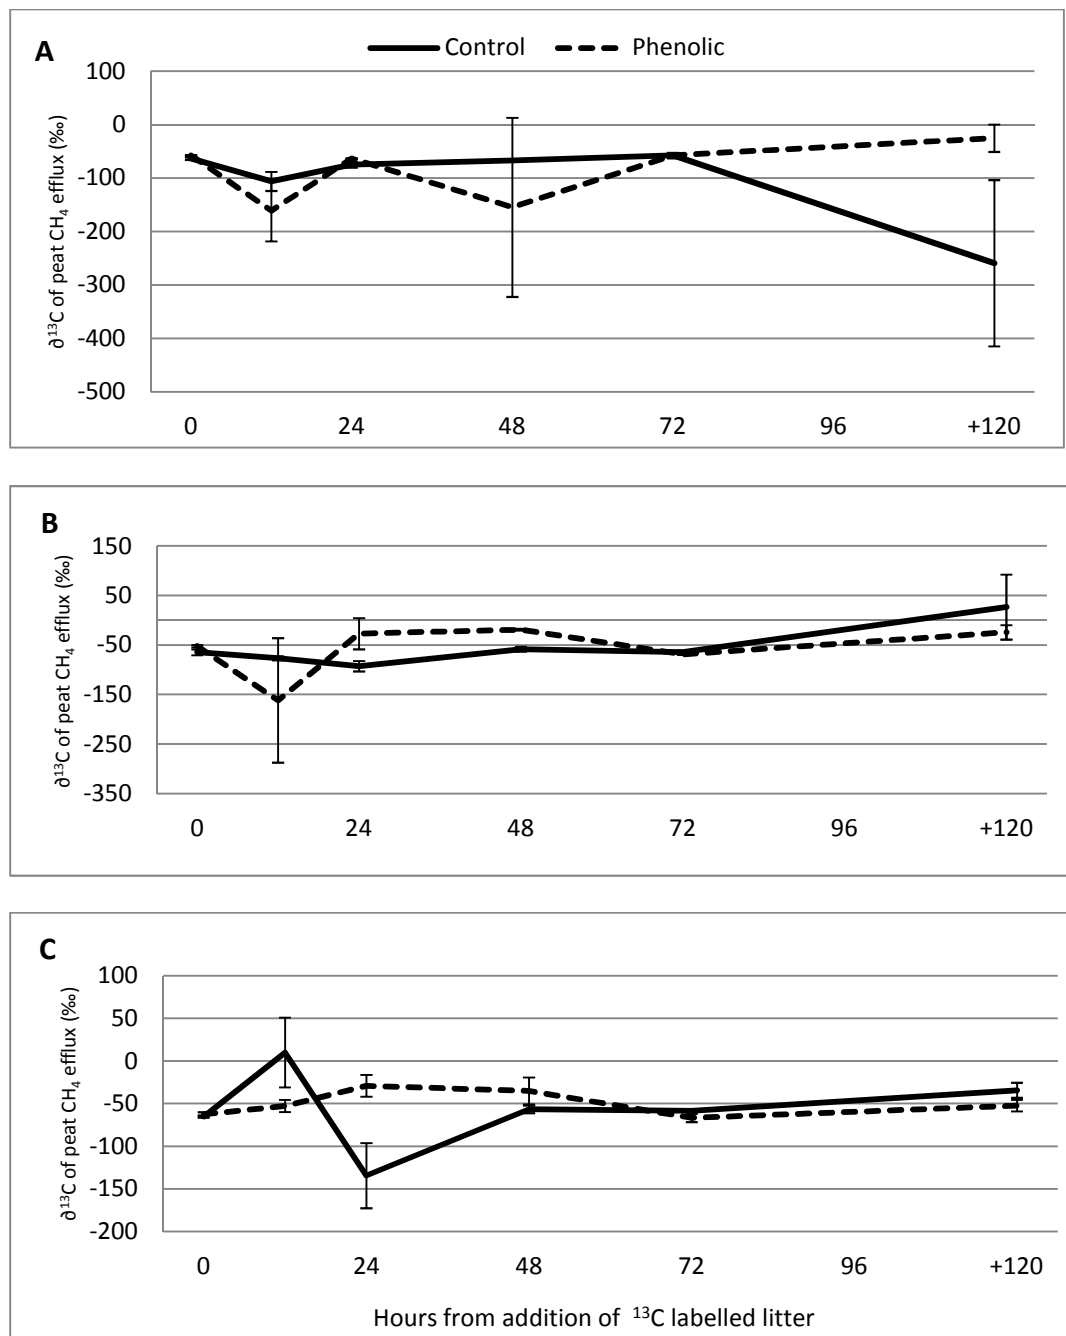 A
Control Phenolic
∂¹³C of peat CH₄ efflux (‰)
100
0
-100
-200
-300
-400
-500
0 24 48 72 96 +120
B
∂¹³C of peat CH₄ efflux (‰)
150
50
-50
-150
-250
-350
0 24 48 72 96 +120
C
∂¹³C of peat CH₄ efflux (‰)
100
50
0
-50
-100
-150
-200
0 24 48 72 96 +120
Hours from addition of ¹³C labelled litter